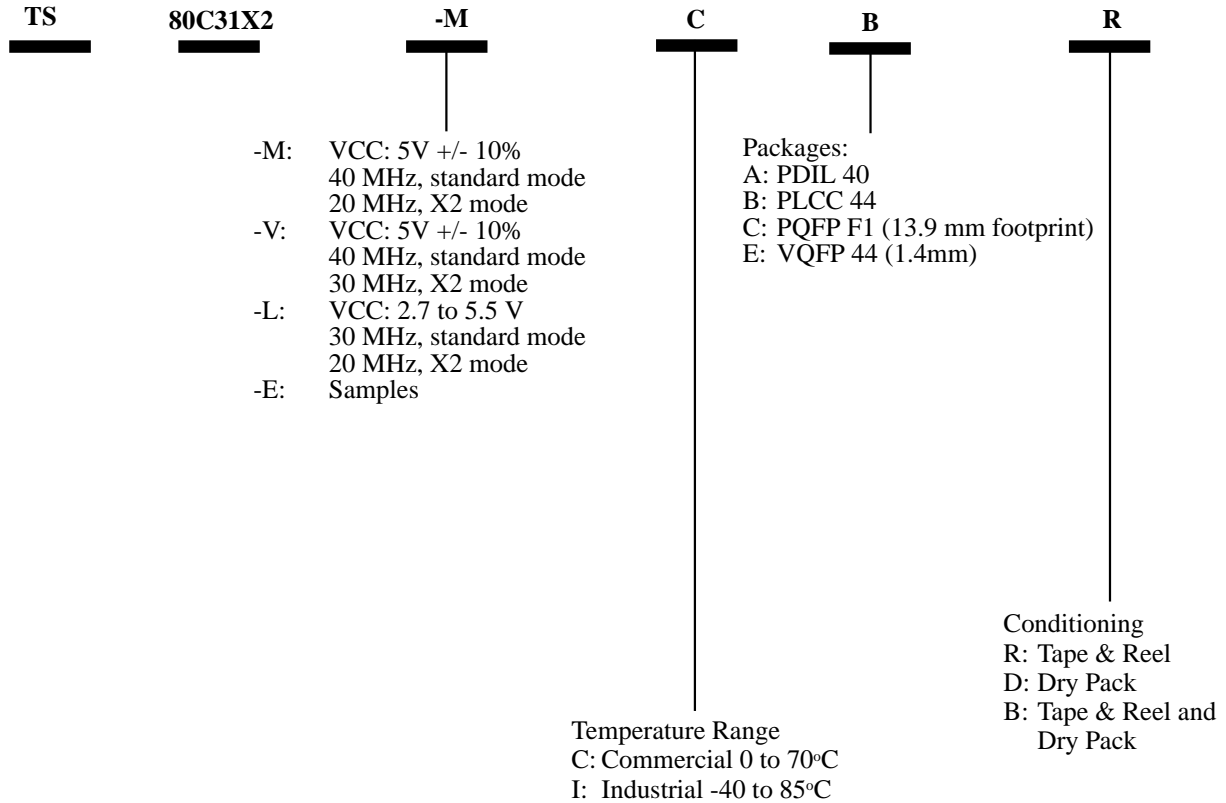 TS 80C31X2 -M C B R
-M: VCC: 5V +/- 10%
40 MHz, standard mode
20 MHz, X2 mode
-V: VCC: 5V +/- 10%
40 MHz, standard mode
30 MHz, X2 mode
-L: VCC: 2.7 to 5.5 V
30 MHz, standard mode
20 MHz, X2 mode
-E: Samples
Packages:
A: PDIL 40
B: PLCC 44
C: PQFP F1 (13.9 mm footprint)
E: VQFP 44 (1.4mm)
Temperature Range
C: Commercial 0 to 70°C
I: Industrial -40 to 85°C
Conditioning
R: Tape & Reel
D: Dry Pack
B: Tape & Reel and
Dry Pack